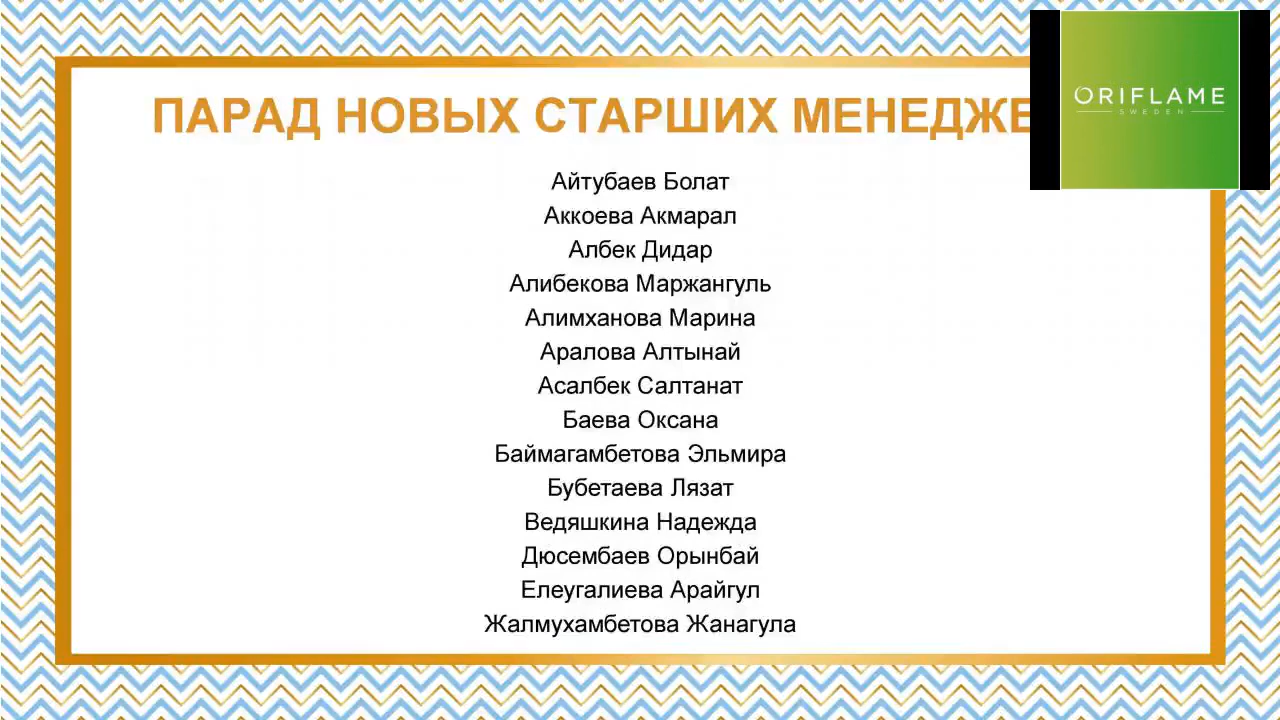 ПАРАД НОВЫХ СТАРШИХ МЕНЕДЖЕ
ORIFLAME
SWEDEN
Айтубаев Болат
Аккоева Акмарал
Албек Дидар
Алибекова Маржангуль
Алимханова Марина
Аралова Алтынай
Асалбек Салтанат
Баева Оксана
Баймагамбетова Эльмира
Бубетаева Лязат
Ведяшкина Надежда
Дюсембаев Орынбай
Елеугалиева Арайгул
Жалмухамбетова Жанагула